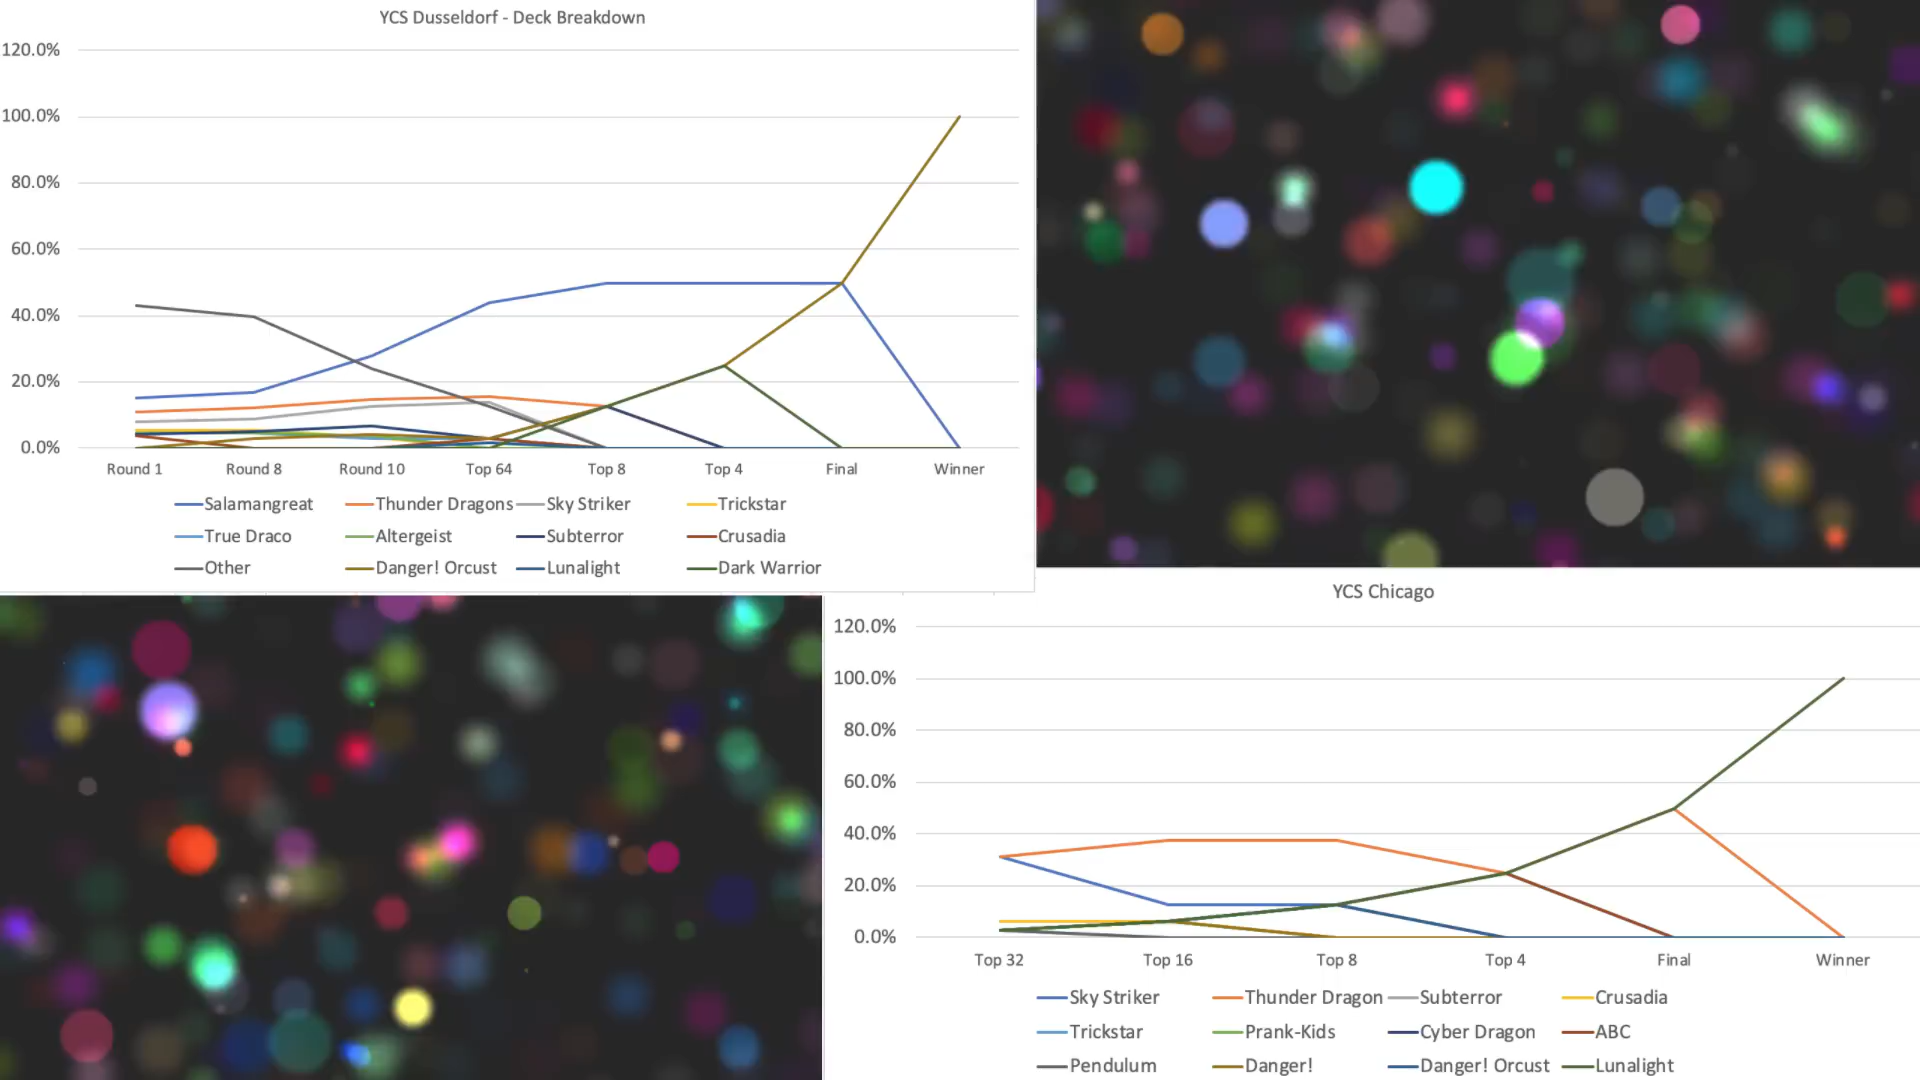 YCS Dusseldorf - Deck Breakdown
120.0%
100.0%
80.0%
60.0%
40.0%
20.0%
0.0%
Round 1 Round 8 Round 10 Top 64 Top 8 Top 4 Final Winner
Salamangreat Thunder Dragons Sky Striker Trickstar
True Draco Altergeist Subterror Crusadia
Other Danger! Orcust Lunalight Dark Warrior
YCS Chicago
120.0%
100.0%
80.0%
60.0%
40.0%
20.0%
0.0%
Top 32 Top 16 Top 8 Top 4 Final Winner
Sky Striker Thunder Dragon Subterror Crusadia
Trickstar Prank-Kids Cyber Dragon ABC
Pendulum Danger! Danger! Orcust Lunalight